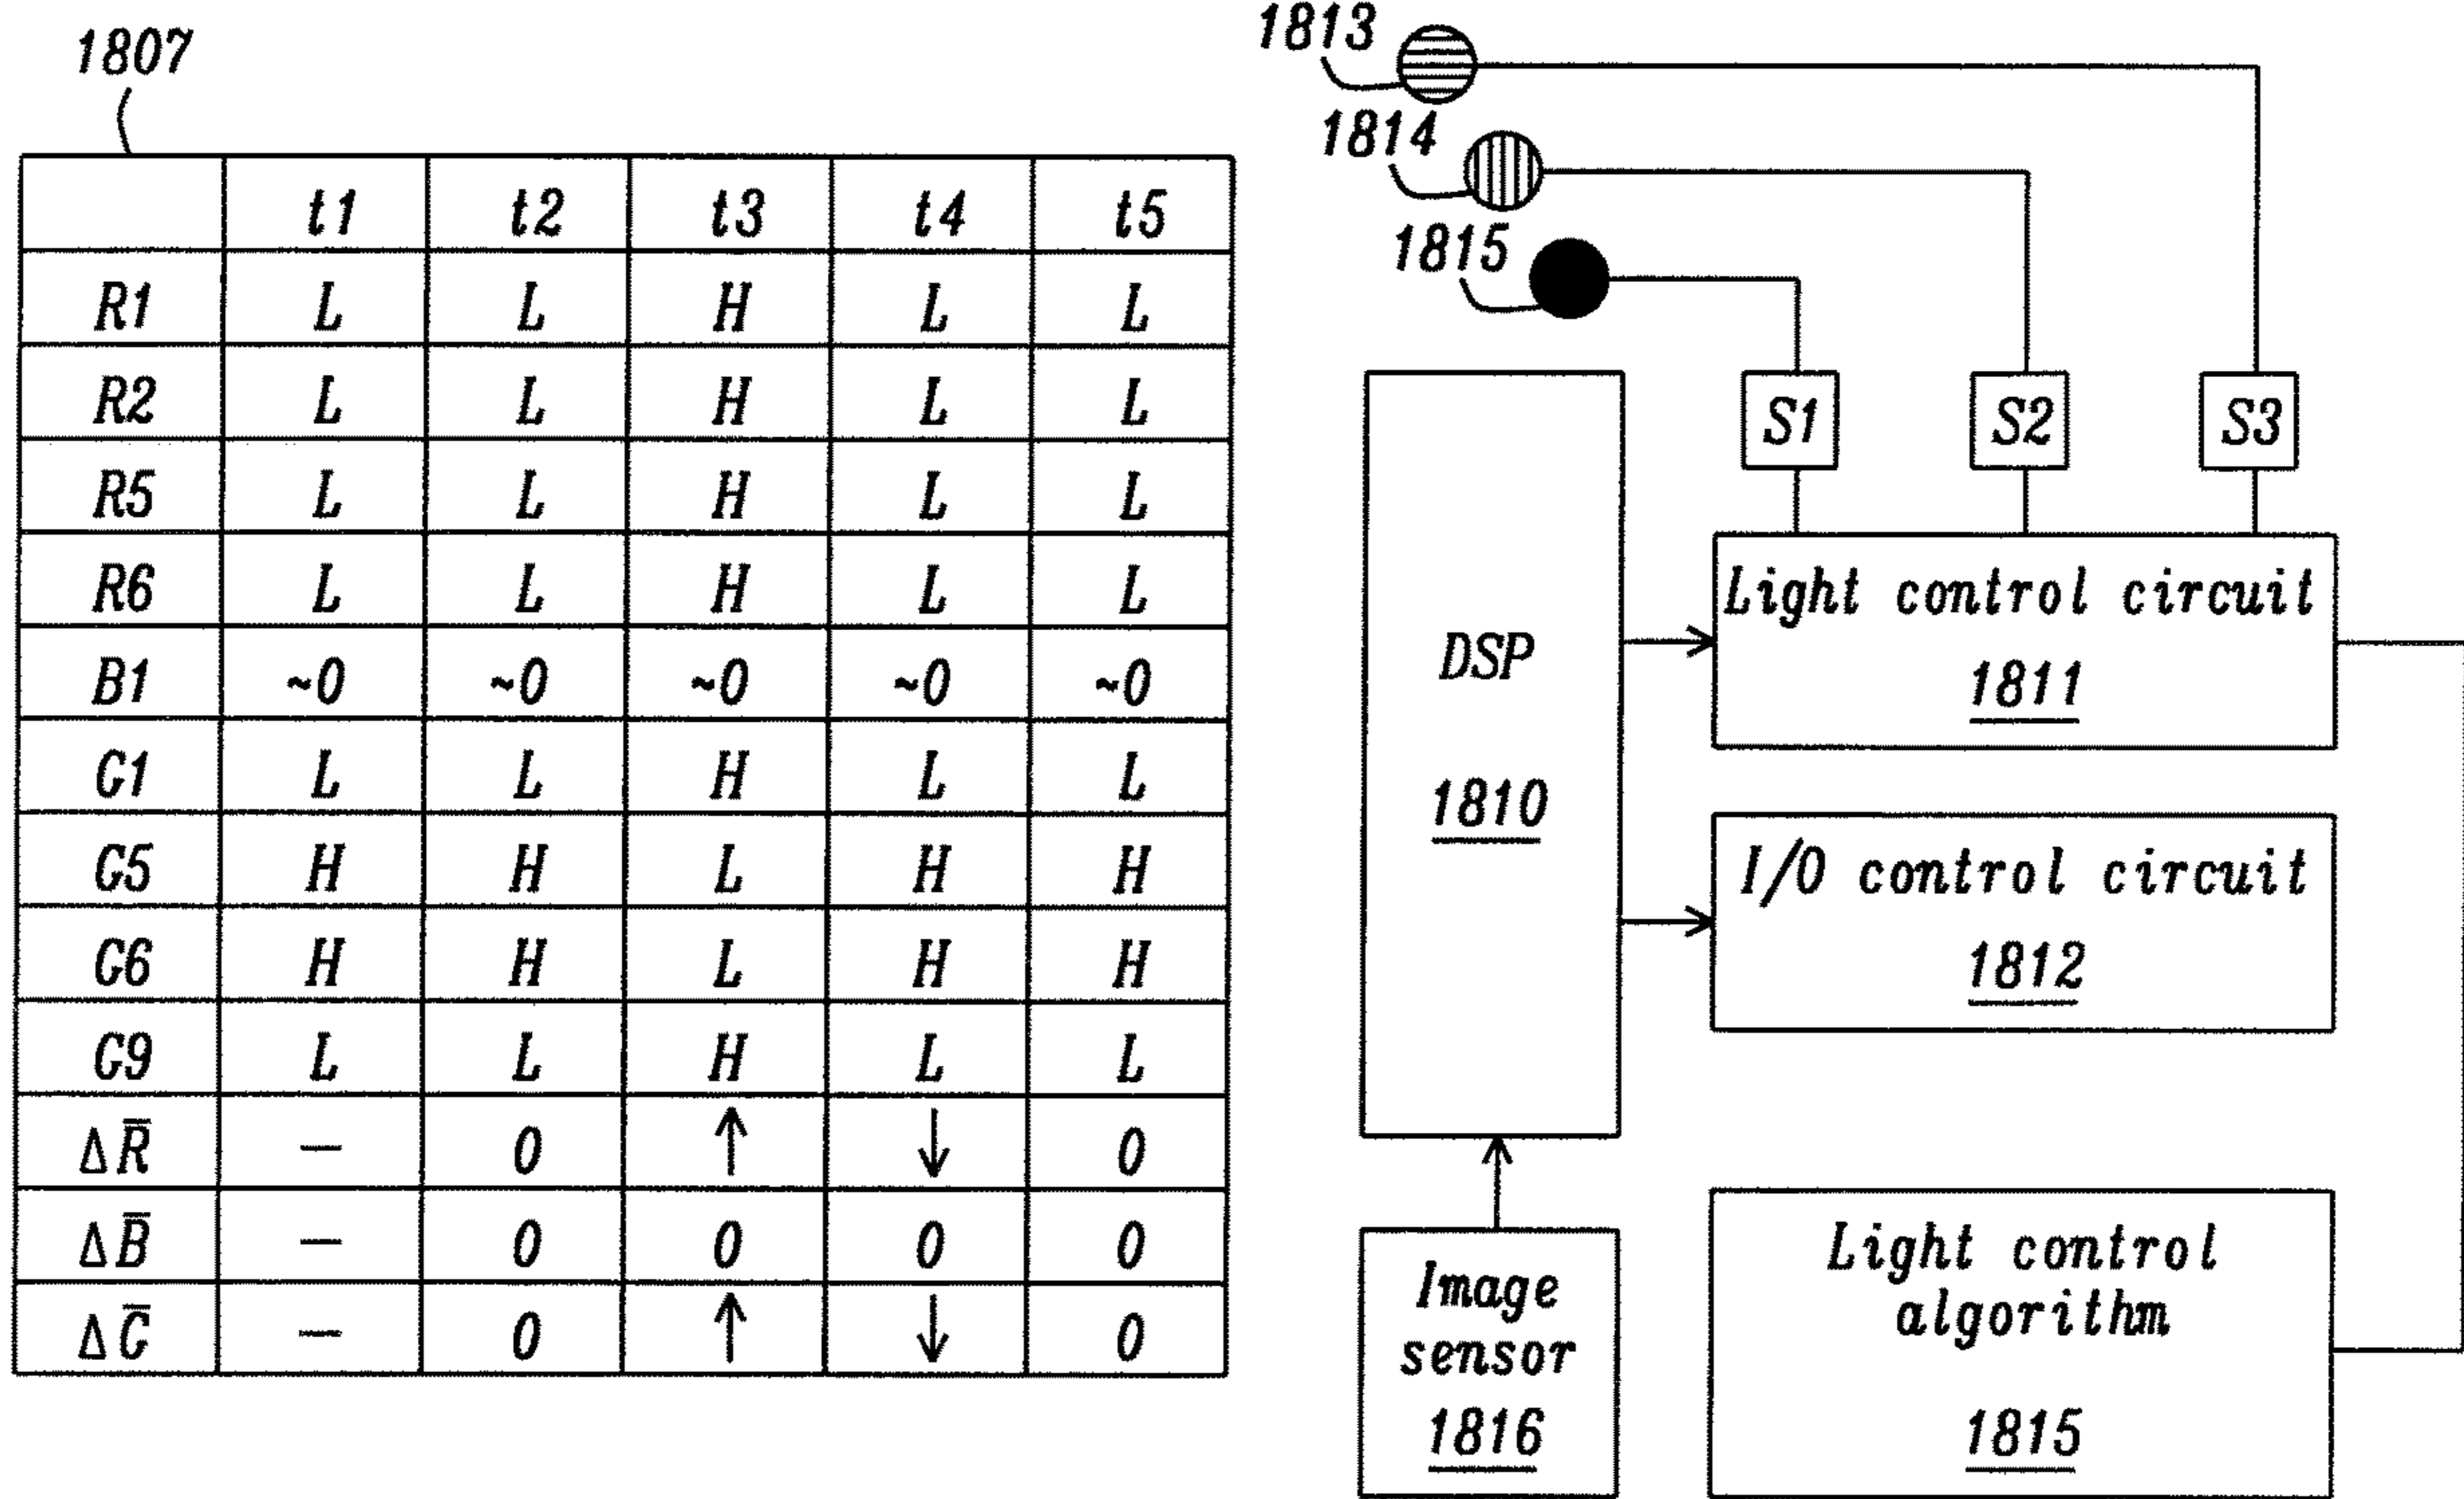 1807
t1 t2 t3 t4 t5
R1 L L H L L
R2 L L H L L
R5 L L H L L
R6 L L H L L
B1 ~0 ~0 ~0 ~0 ~0
G1 L L H L L
G5 H H L H H
G6 H H L H H
G9 L L H L L
ΔR̅ — 0 ↑ ↓ 0
ΔB̅ — 0 0 0 0
ΔG̅ — 0 ↑ ↓ 0
1813
1814
1815
S1 S2 S3
DSP
1810
Light control circuit
1811
I/O control circuit
1812
Image
sensor
1816
Light control
algorithm
1815